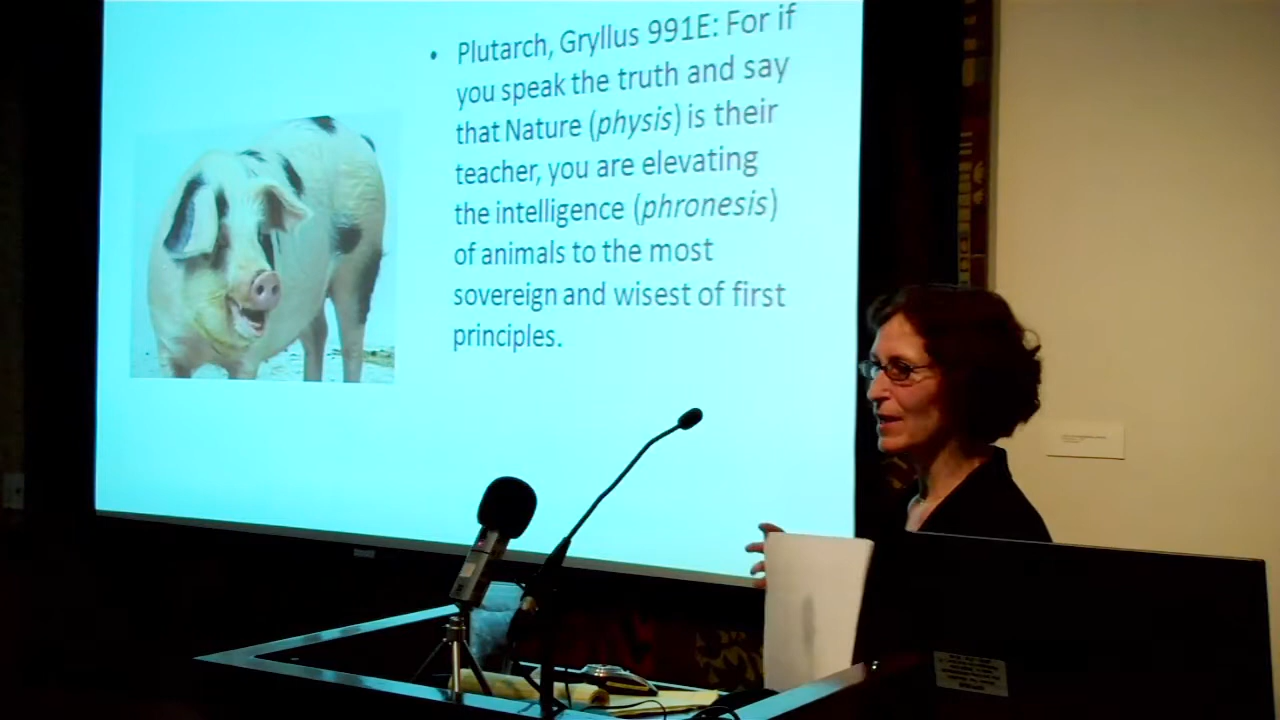 • Plutarch, Gryllus 991E: For if
you speak the truth and say
that Nature (physis) is their
teacher, you are elevating
the intelligence (phronesis)
of animals to the most
sovereign and wisest of first
principles.